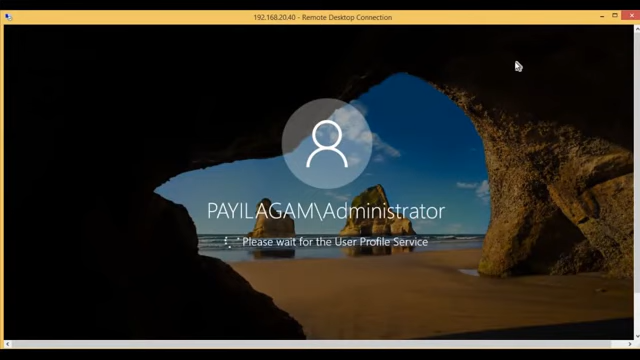 192.168.20.40 - Remote Desktop Connection
PAYILAGAM\Administrator
Please wait for the User Profile Service